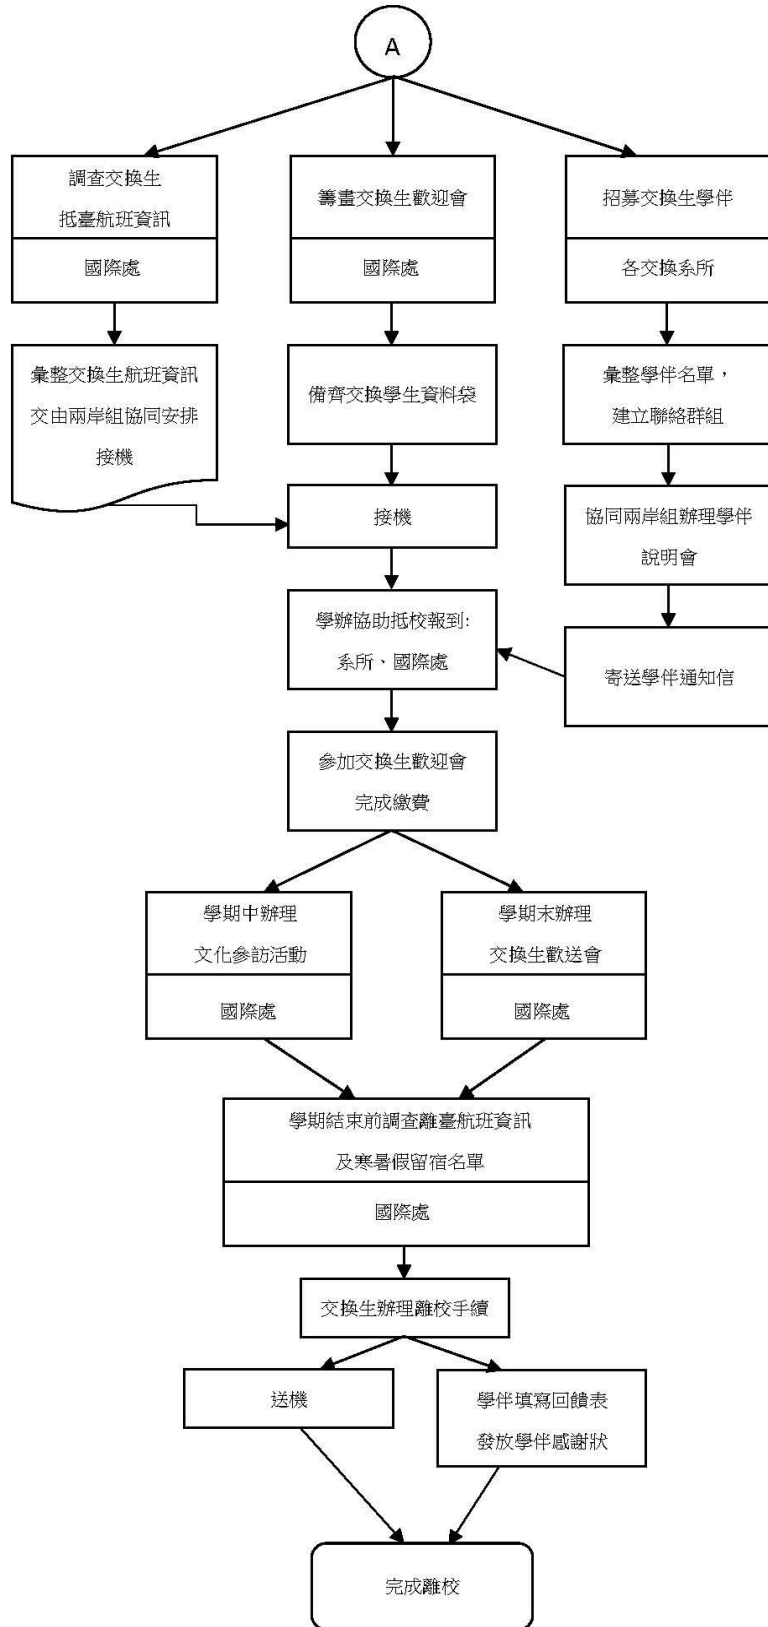 A
調查交換生
抵臺航班資訊
國際處
籌畫交換生歡迎會
國際處
招募交換生學伴
各交換系所
彙整交換生航班資訊
交由兩岸組協同安排
接機
備齊交換學生資料袋
彙整學伴名單，
建立聯絡群組
接機
協同兩岸組辦理學伴
說明會
學辦協助抵校報到:
系所、國際處
寄送學伴通知信
參加交換生歡迎會
完成繳費
學期中辦理
文化參訪活動
國際處
學期末辦理
交換生歡送會
國際處
學期結束前調查離臺航班資訊
及寒暑假留宿名單
國際處
交換生辦理離校手續
送機
學伴填寫回饋表
發放學伴感謝狀
完成離校